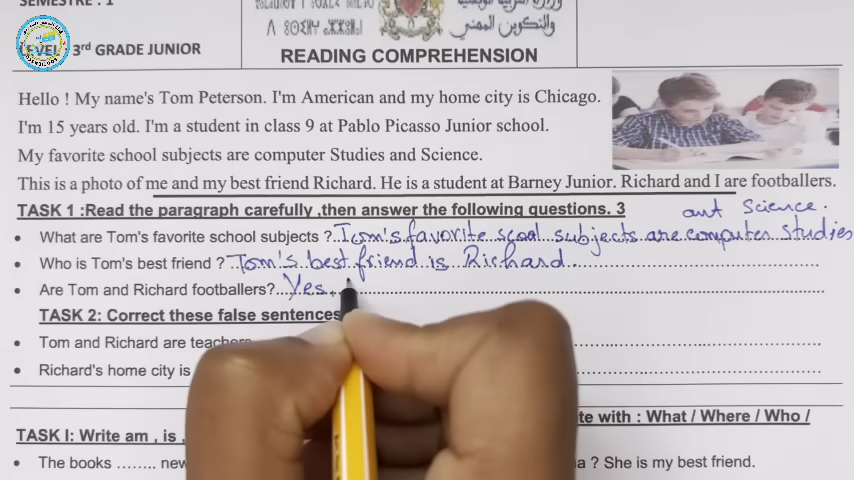 SEMESTRE : 1
LEVEL 3rd GRADE JUNIOR
والتكوين المهني
READING COMPREHENSION
Hello ! My name's Tom Peterson. I'm American and my home city is Chicago.
I'm 15 years old. I'm a student in class 9 at Pablo Picasso Junior school.
My favorite school subjects are computer Studies and Science.
This is a photo of me and my best friend Richard. He is a student at Barney Junior. Richard and I are footballers.
TASK 1 :Read the paragraph carefully ,then answer the following questions. 3
ant Science.
What are Tom's favorite school subjects ? Tom's favorite scool subjects are computer studies
Who is Tom's best friend ? Tom's best friend is Richard
Are Tom and Richard footballers? Yes,
TASK 2: Correct these false sentences
Tom and Richard are teachers
Richard's home city is
te with : What / Where / Who /
TASK I: Write am , is ,
The books …….. new
a ? She is my best friend.